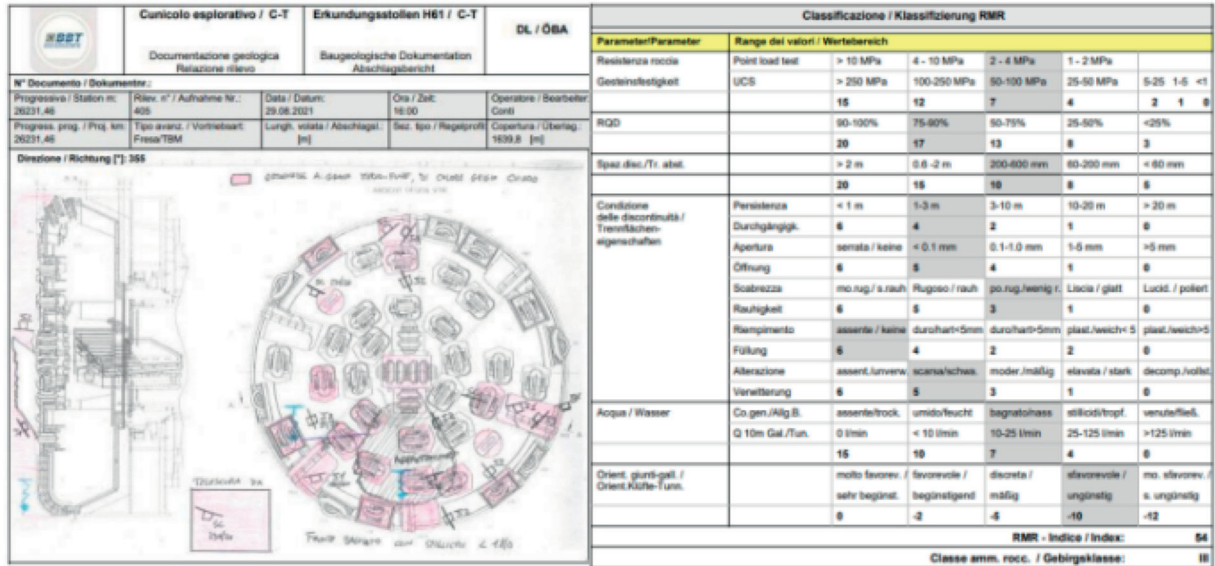 BBT
Cunicolo esplorativo / C-T
Erkundungsstollen H61 / C-T
DL / ÖBA
Documentazione geologica
Relazione rilievo
Baugeologische Dokumentation
Abschlagsbericht
N° Documento / Dokumentnr.:
Progressiva / Station m: Rilev. n° / Aufnahme Nr.: Data / Datum: Ora / Zeit: Operatore / Bearbeiter
26231,46 405 29.08.2021 16:00 Conti
Progress. prog. / Proj. km Tipo avanz. / Vortriebsart: Lungh. volata / Abschlagsl.: Sez. tipo / Regelprofil Copertura / Überlag.:
26231,46 Fresa/TBM [m] 1639,8 [m]
Direzione / Richtung [°]: 355
Classificazione / Klassifizierung RMR
Parameter/Parameter Range dei valori / Wertebereich
Resistenza roccia Point load test > 10 MPa 4 - 10 MPa 2 - 4 MPa 1 - 2 MPa
Gesteinsfestigkeit UCS > 250 MPa 100-250 MPa 50-100 MPa 25-50 MPa 5-25 1-5 <1
15 12 7 4 2 1 0
RQD 90-100% 75-90% 50-75% 25-50% <25%
20 17 13 8 3
Spaz.disc./Tr. abst. > 2 m 0.6 -2 m 200-600 mm 60-200 mm < 60 mm
20 15 10 8 5
Condizione
delle discontinuità /
Trennflächen-
eigenschaften
Persistenza < 1 m 1-3 m 3-10 m 10-20 m > 20 m
Durchgängigk. 6 4 2 1 0
Apertura serrata / keine < 0.1 mm 0.1-1.0 mm 1-5 mm >5 mm
Öffnung 6 5 4 1 0
Scabrezza mo.rug./ s.rauh Rugoso / rauh po.rug./wenig r. Liscia / glatt Lucid. / poliert
Rauhigkeit 6 5 3 1 0
Riempimento assente / keine duro/hart<5mm duro/hart>5mm plast./weich< 5 plast./weich>5
Füllung 6 4 2 2 0
Alterazione assent./unverw. scarsa/schwa. moder./mäßig elavata / stark decomp./vollst.
Verwitterung 6 5 3 1 0
Acqua / Wasser Co.gen./Allg.B. assente/trock. umido/feucht bagnato/nass stillicidi/tropf. venute/fließ.
Q 10m Gal./Tun. 0 l/min < 10 l/min 10-25 l/min 25-125 l/min >125 l/min
15 10 7 4 0
Orient. giunti-gall. / molto favorev. / favorevole / discreta / sfavorevole / mo. sfavorev. /
Orient.Klüfte-Tunn. sehr begünst. begünstigend mäßig ungünstig s. ungünstig
0 -2 -5 -10 -12
RMR - Indice / Index: 54
Classe amm. rocc. / Gebirgsklasse: III